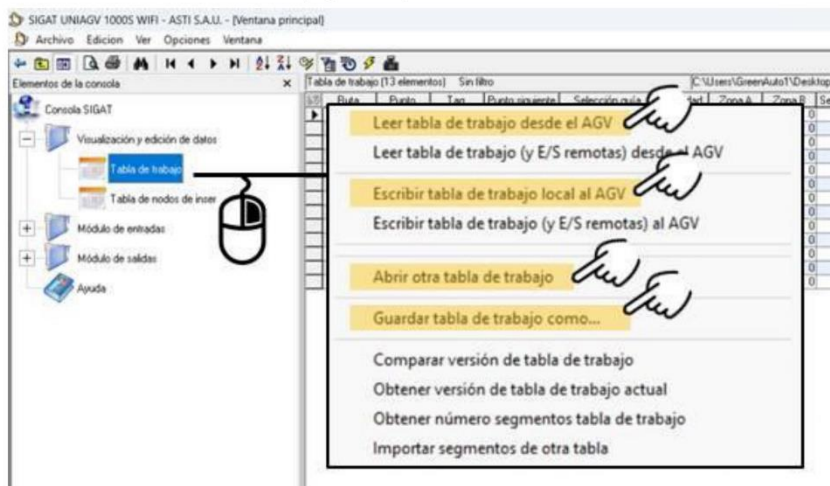 SIGAT UNIAGV 1000S WIFI - ASTI S.A.U. - [Ventana principal]
Archivo Edicion Ver Opciones Ventana
Elementos de la consola
Tabla de trabajo (13 elementos) Sin filtro C:\Users\GreenAuto1\Desktop
Ruta Punto Tag Punto siguiente Selección guía Zona A Zona B
Consola SIGAT
Visualización y edición de datos
Tabla de trabajo
Tabla de nodos de inser
Módulo de entradas
Módulo de salidas
Ayuda
Leer tabla de trabajo desde el AGV
Leer tabla de trabajo (y E/S remotas) desde el AGV
Escribir tabla de trabajo local al AGV
Escribir tabla de trabajo (y E/S remotas) al AGV
Abrir otra tabla de trabajo
Guardar tabla de trabajo como...
Comparar versión de tabla de trabajo
Obtener versión de tabla de trabajo actual
Obtener número segmentos tabla de trabajo
Importar segmentos de otra tabla